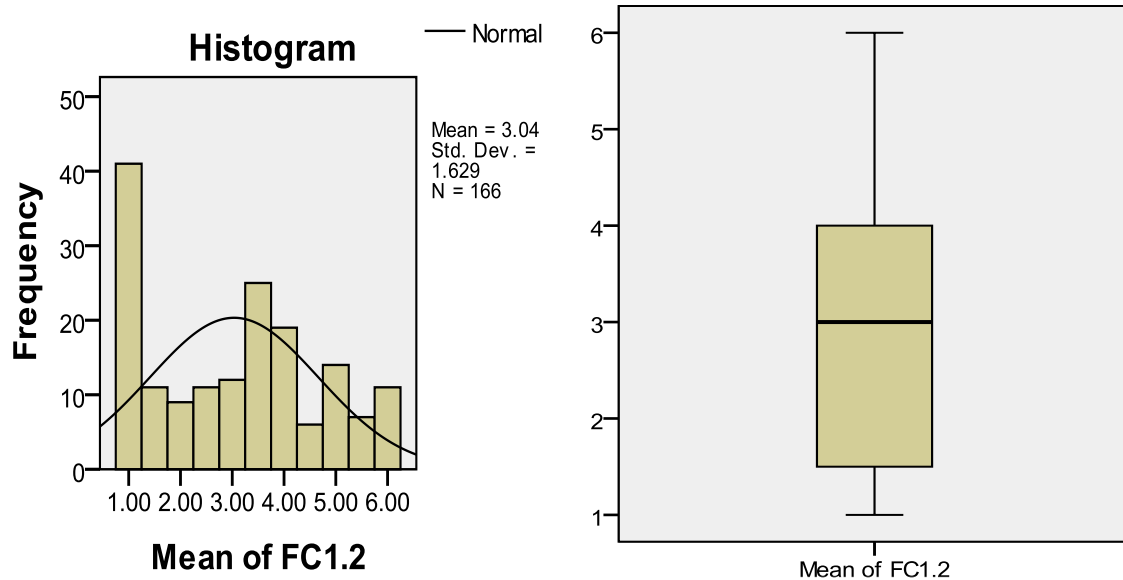 Histogram
Normal
Mean = 3.04
Std. Dev. =
1.629
N = 166
Frequency
50
40
30
20
10
0
1.00 2.00 3.00 4.00 5.00 6.00
Mean of FC1.2
6
5
4
3
2
1
Mean of FC1.2